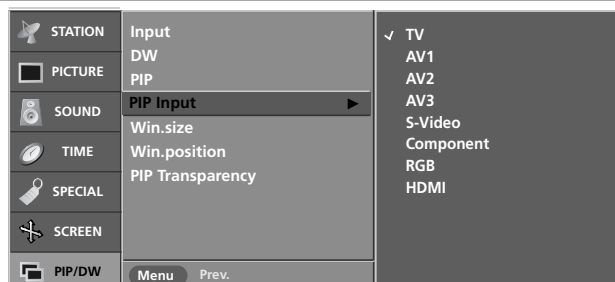 STATION
PICTURE
SOUND
TIME
SPECIAL
SCREEN
PIP/DW
Input
DW
PIP
PIP Input ►
Win.size
Win.position
PIP Transparency
Menu Prev.
✓ TV
AV1
AV2
AV3
S-Video
Component
RGB
HDMI